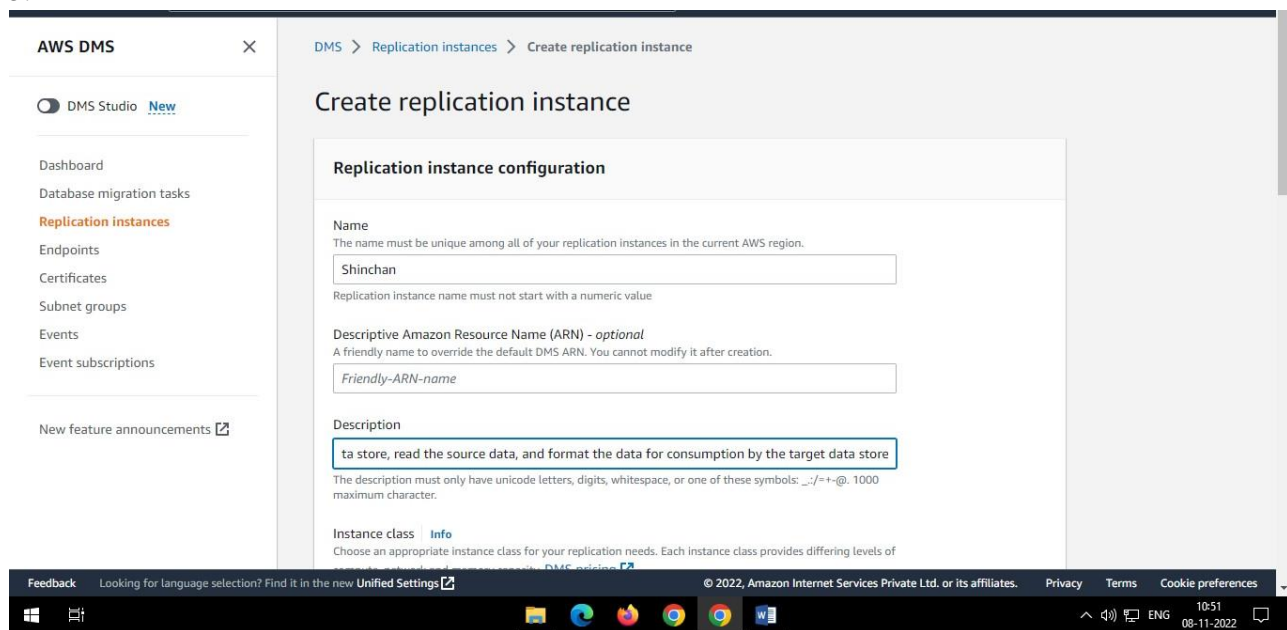 AWS DMS
DMS > Replication instances > Create replication instance
DMS Studio New
Create replication instance
Dashboard
Database migration tasks
Replication instances
Endpoints
Certificates
Subnet groups
Events
Event subscriptions
New feature announcements
Replication instance configuration
Name
The name must be unique among all of your replication instances in the current AWS region.
Shinchan
Replication instance name must not start with a numeric value
Descriptive Amazon Resource Name (ARN) - optional
A friendly name to override the default DMS ARN. You cannot modify it after creation.
Friendly-ARN-name
Description
ta store, read the source data, and format the data for consumption by the target data store
The description must only have unicode letters, digits, whitespace, or one of these symbols: _.:/=+-@. 1000
maximum character.
Instance class Info
Choose an appropriate instance class for your replication needs. Each instance class provides differing levels of
compute, network and memory capacity. DMS pricing
Feedback Looking for language selection? Find it in the new Unified Settings © 2022, Amazon Internet Services Private Ltd. or its affiliates. Privacy Terms Cookie preferences
ENG 10:51
08-11-2022